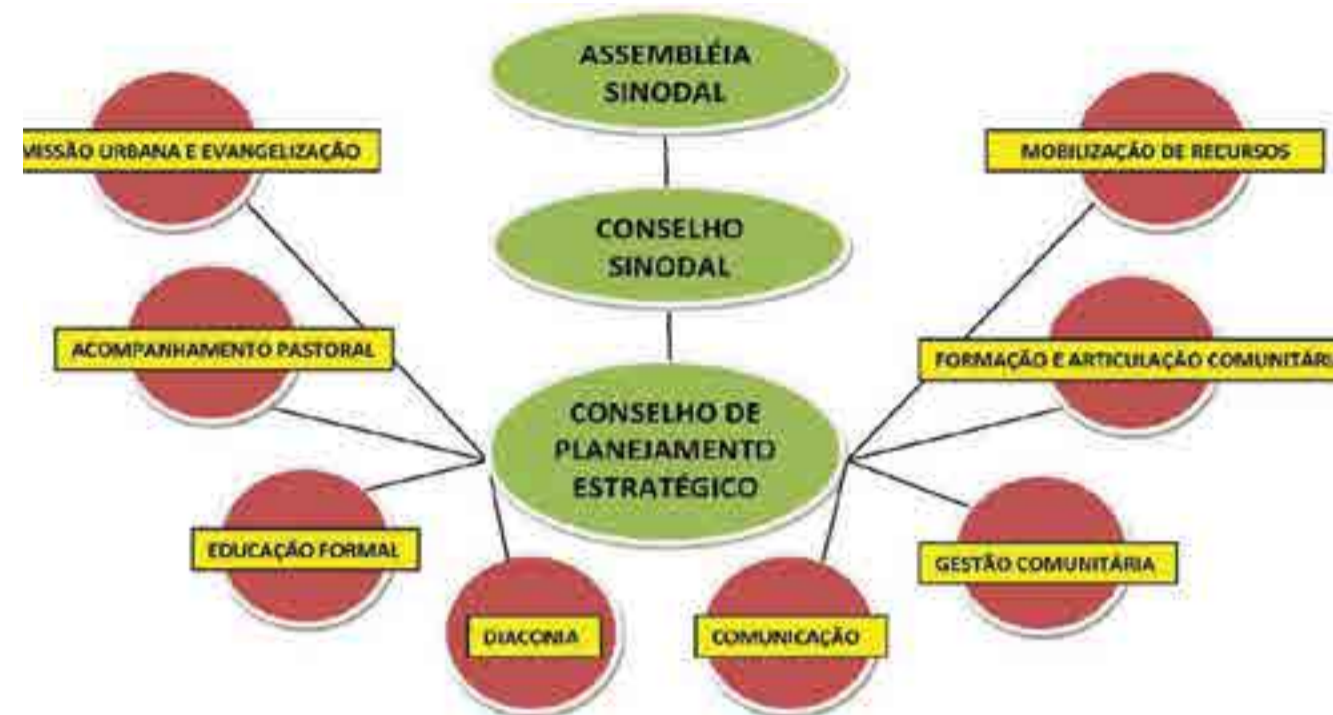 ASSEMBLÉIA
SINODAL
MISSÃO URBANA E EVANGELIZAÇÃO
MOBILIZAÇÃO DE RECURSOS
CONSELHO
SINODAL
ACOMPANHAMENTO PASTORAL
FORMAÇÃO E ARTICULAÇÃO COMUNITÁRI
CONSELHO DE
PLANEJAMENTO
ESTRATÉGICO
EDUCAÇÃO FORMAL
GESTÃO COMUNITÁRIA
DIACONIA
COMUNICAÇÃO